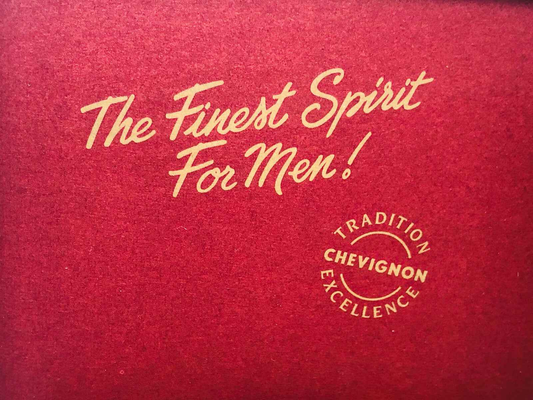 The Finest Spirit
For Men!
TRADITION
CHEVIGNON
EXCELLENCE